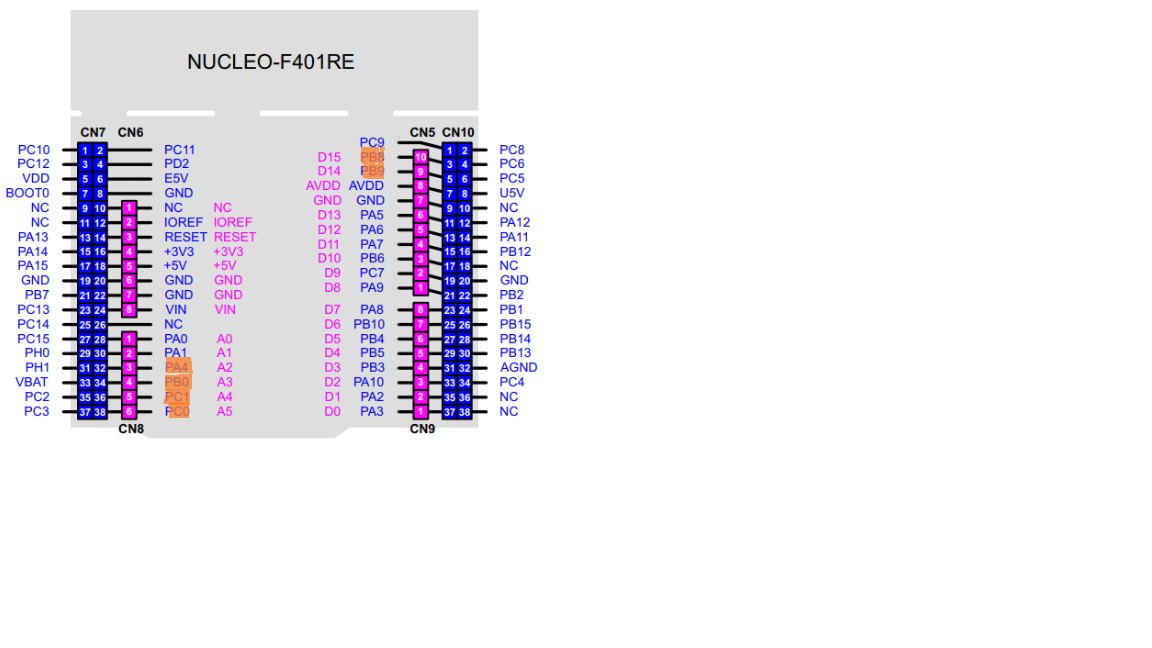 NUCLEO-F401RE
CN7 CN6 CN5 CN10
PC9
PC10 1 2 PC11 D15 PB8 10 1 2 PC8
PC12 3 4 PD2 D14 PB9 9 3 4 PC6
VDD 5 6 E5V AVDD AVDD 8 5 6 PC5
BOOT0 7 8 GND GND GND 7 7 8 U5V
NC 9 10 1 NC NC D13 PA5 6 9 10 NC
NC 11 12 2 IOREF IOREF D12 PA6 5 11 12 PA12
PA13 13 14 3 RESET RESET D11 PA7 4 13 14 PA11
PA14 15 16 4 +3V3 +3V3 D10 PB6 3 15 16 PB12
PA15 17 18 5 +5V +5V D9 PC7 2 17 18 NC
GND 19 20 6 GND GND D8 PA9 1 19 20 GND
PB7 21 22 7 GND GND 21 22 PB2
PC13 23 24 8 VIN VIN D7 PA8 8 23 24 PB1
PC14 25 26 NC D6 PB10 7 25 26 PB15
PC15 27 28 1 PA0 A0 D5 PB4 6 27 28 PB14
PH0 29 30 2 PA1 A1 D4 PB5 5 29 30 PB13
PH1 31 32 3 PA4 A2 D3 PB3 4 31 32 AGND
VBAT 33 34 4 PB0 A3 D2 PA10 3 33 34 PC4
PC2 35 36 5 PC1 A4 D1 PA2 2 35 36 NC
PC3 37 38 6 PC0 A5 D0 PA3 1 37 38 NC
CN8 CN9